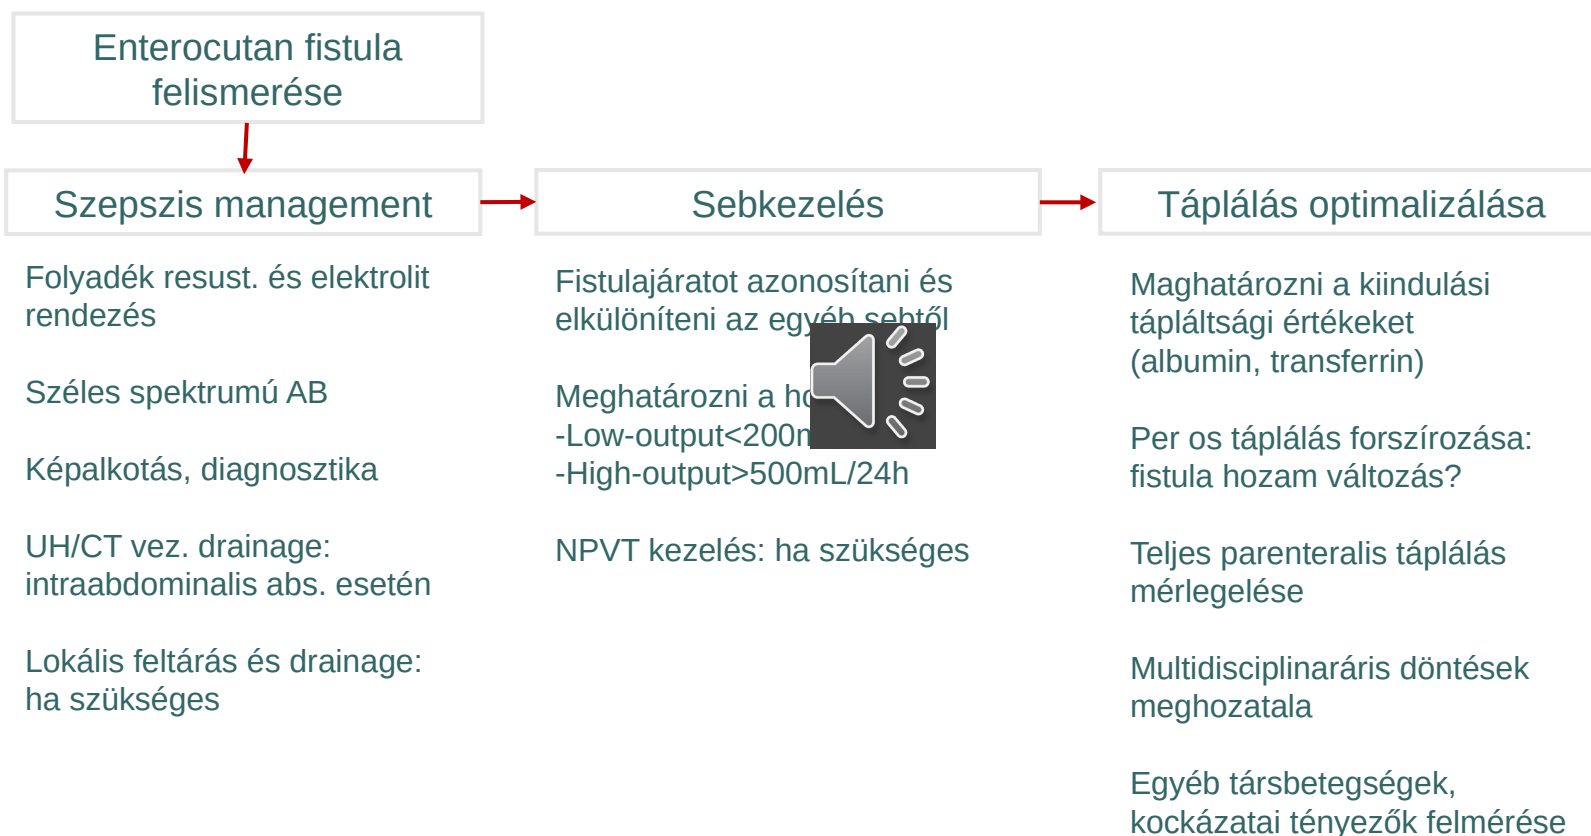 Enterocutan fistula
felismerése
Szepszis management
Sebkezelés
Táplálás optimalizálása
Folyadék resust. és elektrolit
rendezés
Széles spektrumú AB
Képalkotás, diagnosztika
UH/CT vez. drainage:
intraabdominalis abs. esetén
Lokális feltárás és drainage:
ha szükséges
Fistulajáratot azonosítani és
elkülöníteni az egyéb sebtől
Meghatározni a
-Low-output<200m
-High-output>500mL/24h
NPVT kezelés: ha szükséges
Maghatározni a kiindulási
tápláltsági értékeket
(albumin, transferrin)
Per os táplálás forszírozása:
fistula hozam változás?
Teljes parenteralis táplálás
mérlegelése
Multidisciplinaráris döntések
meghozatala
Egyéb társbetegségek,
kockázatai tényezők felmérése